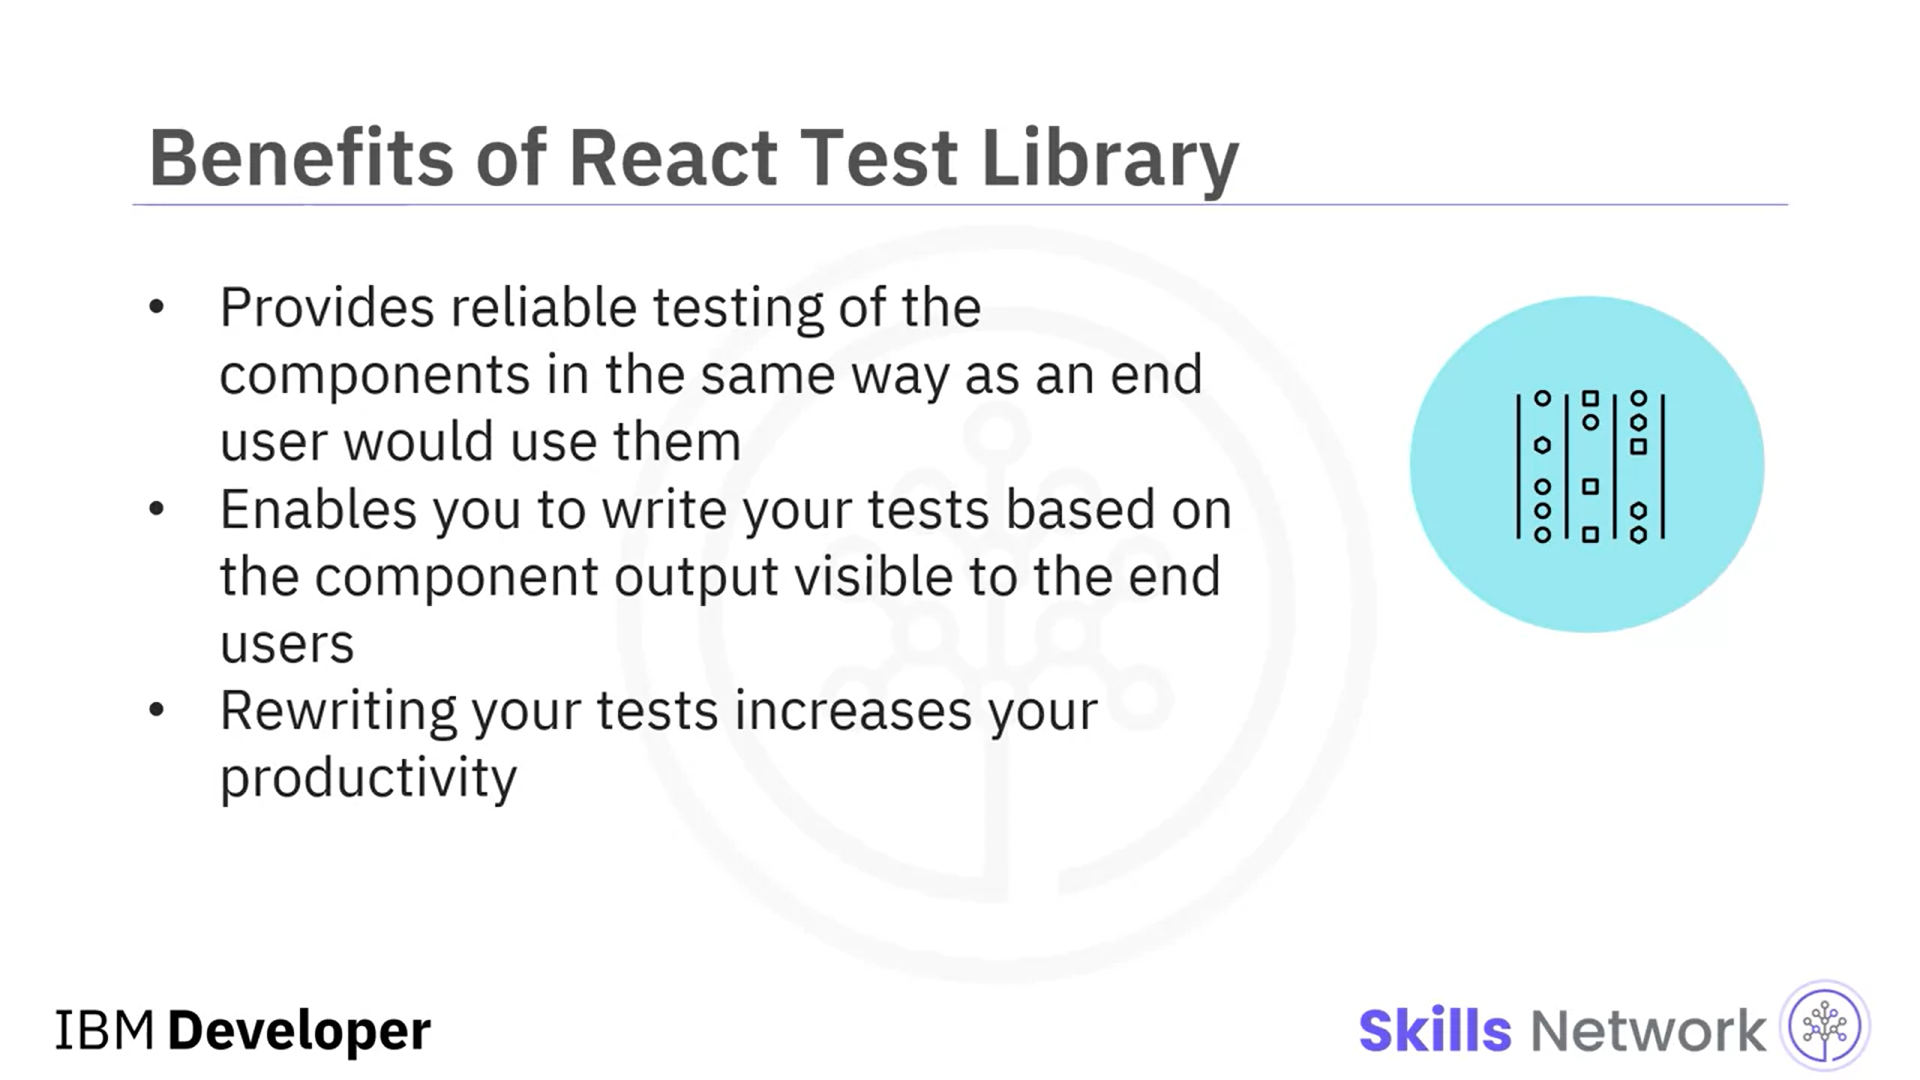 Benefits of React Test Library
• Provides reliable testing of the
components in the same way as an end
user would use them
• Enables you to write your tests based on
the component output visible to the end
users
• Rewriting your tests increases your
productivity
IBM Developer
Skills Network